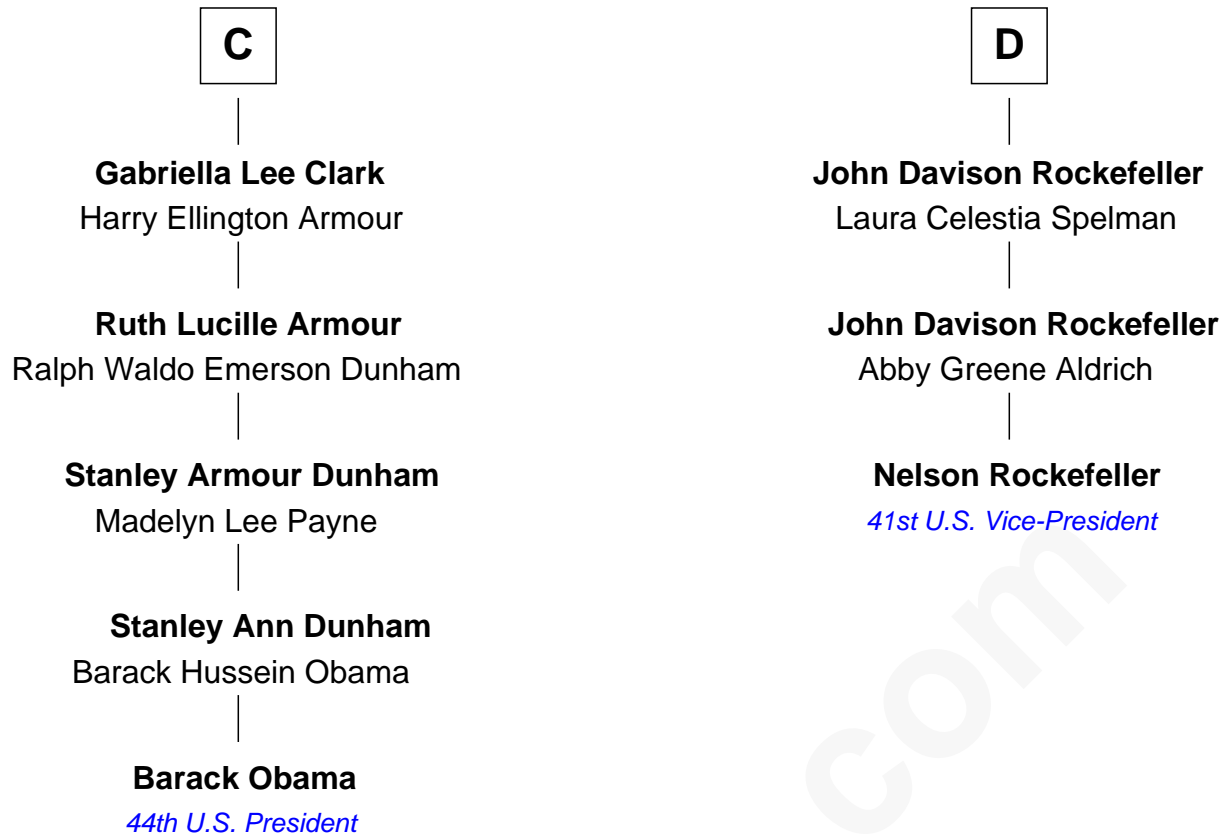 C
Gabriella Lee Clark
Harry Ellington Armour
Ruth Lucille Armour
Ralph Waldo Emerson Dunham
Stanley Armour Dunham
Madelyn Lee Payne
Stanley Ann Dunham
Barack Hussein Obama
Barack Obama
44th U.S. President
D
John Davison Rockefeller
Laura Celestia Spelman
John Davison Rockefeller
Abby Greene Aldrich
Nelson Rockefeller
41st U.S. Vice-President
com